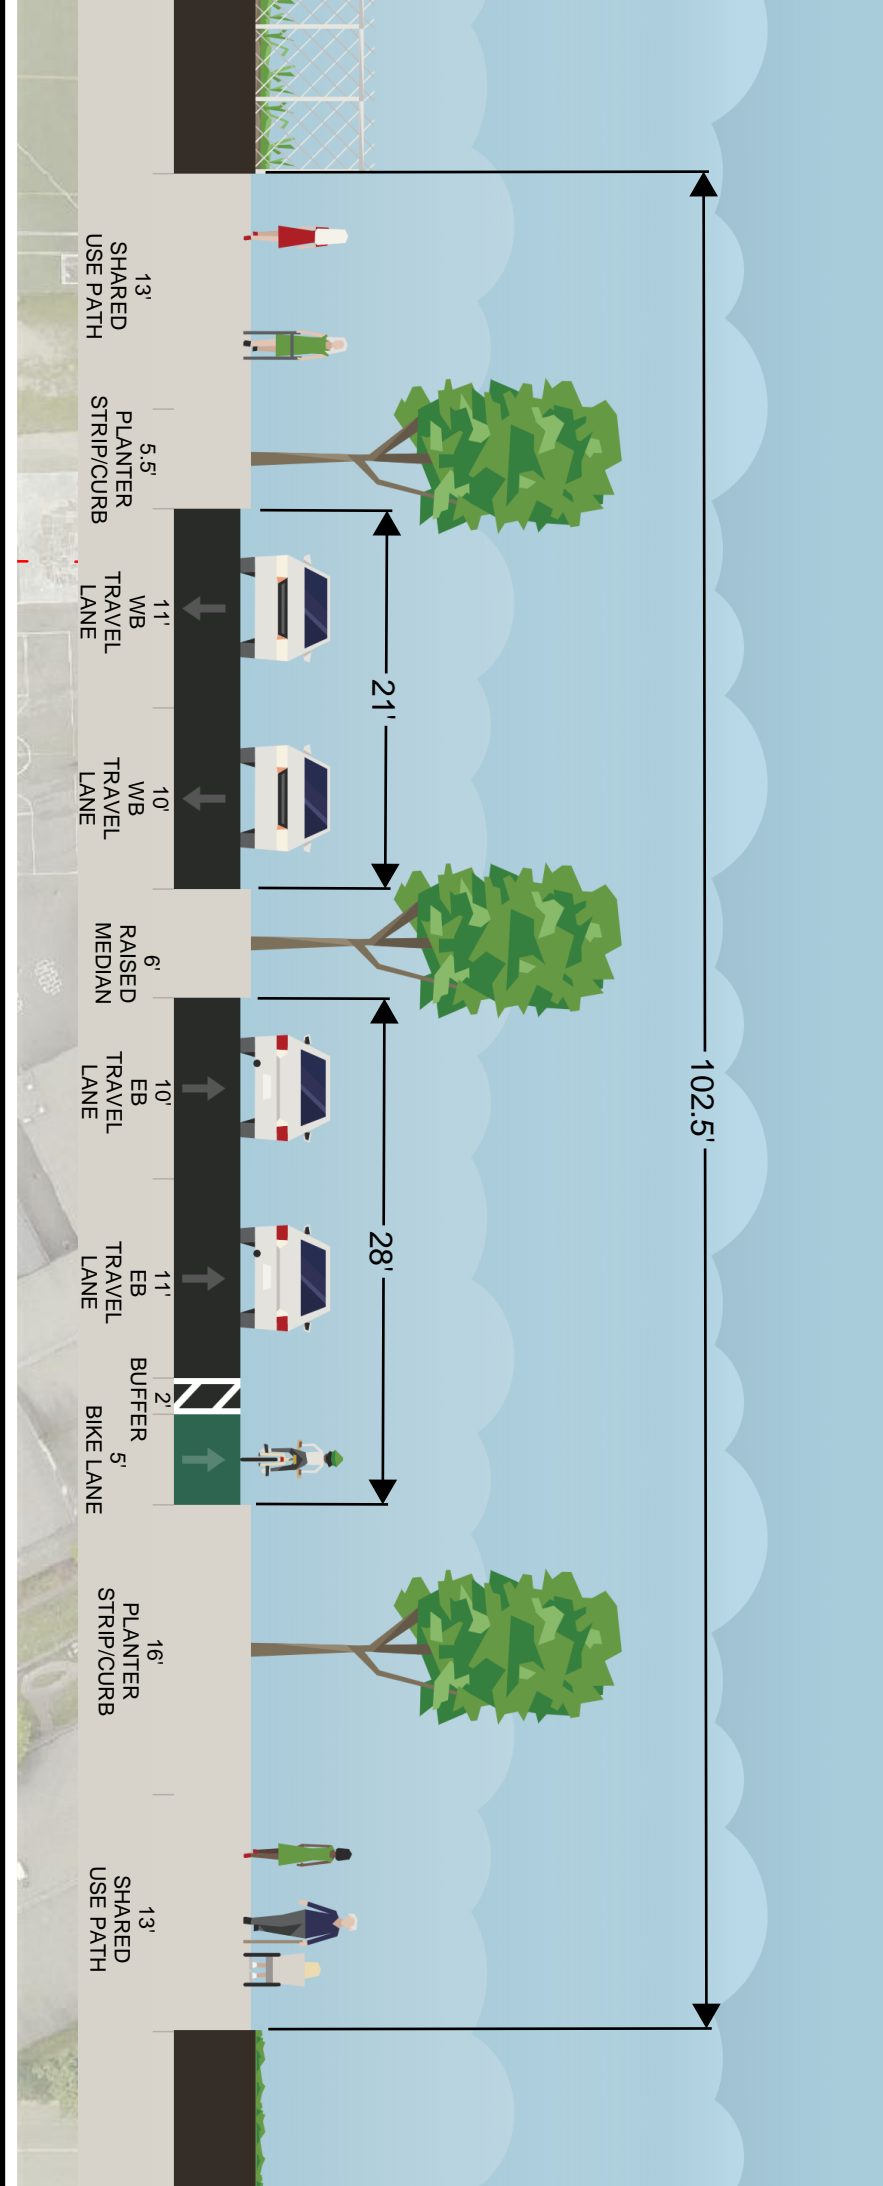 102.5'
21'
28'
13'
SHARED
USE PATH
5.5'
PLANTER
STRIP/CURB
11'
WB
TRAVEL
LANE
10'
WB
TRAVEL
LANE
6'
RAISED
MEDIAN
10'
EB
TRAVEL
LANE
11'
EB
TRAVEL
LANE
2'
BUFFER
5'
BIKE LANE
16'
PLANTER
STRIP/CURB
13'
SHARED
USE PATH